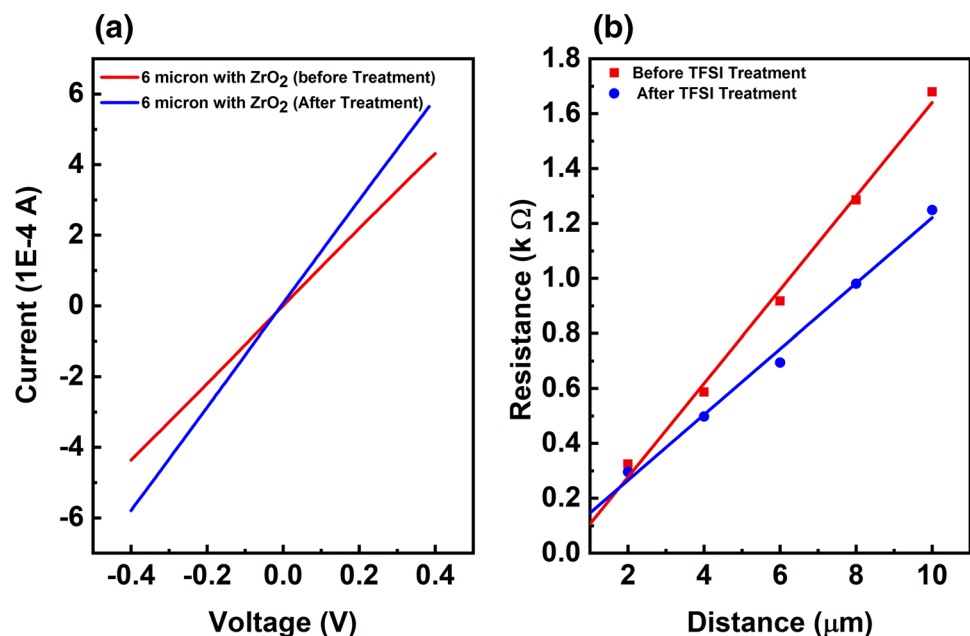 (a)
6 micron with ZrO2 (before Treatment)
6 micron with ZrO2 (After Treatment)
6
4
2
0
-2
-4
-6
Current (1E-4 A)
-0.4 -0.2 0.0 0.2 0.4
Voltage (V)
(b)
Before TFSI Treatment
After TFSI Treatment
1.8
1.6
1.4
1.2
1.0
0.8
0.6
0.4
0.2
0.0
Resistance (k Ω)
2 4 6 8 10
Distance (μm)